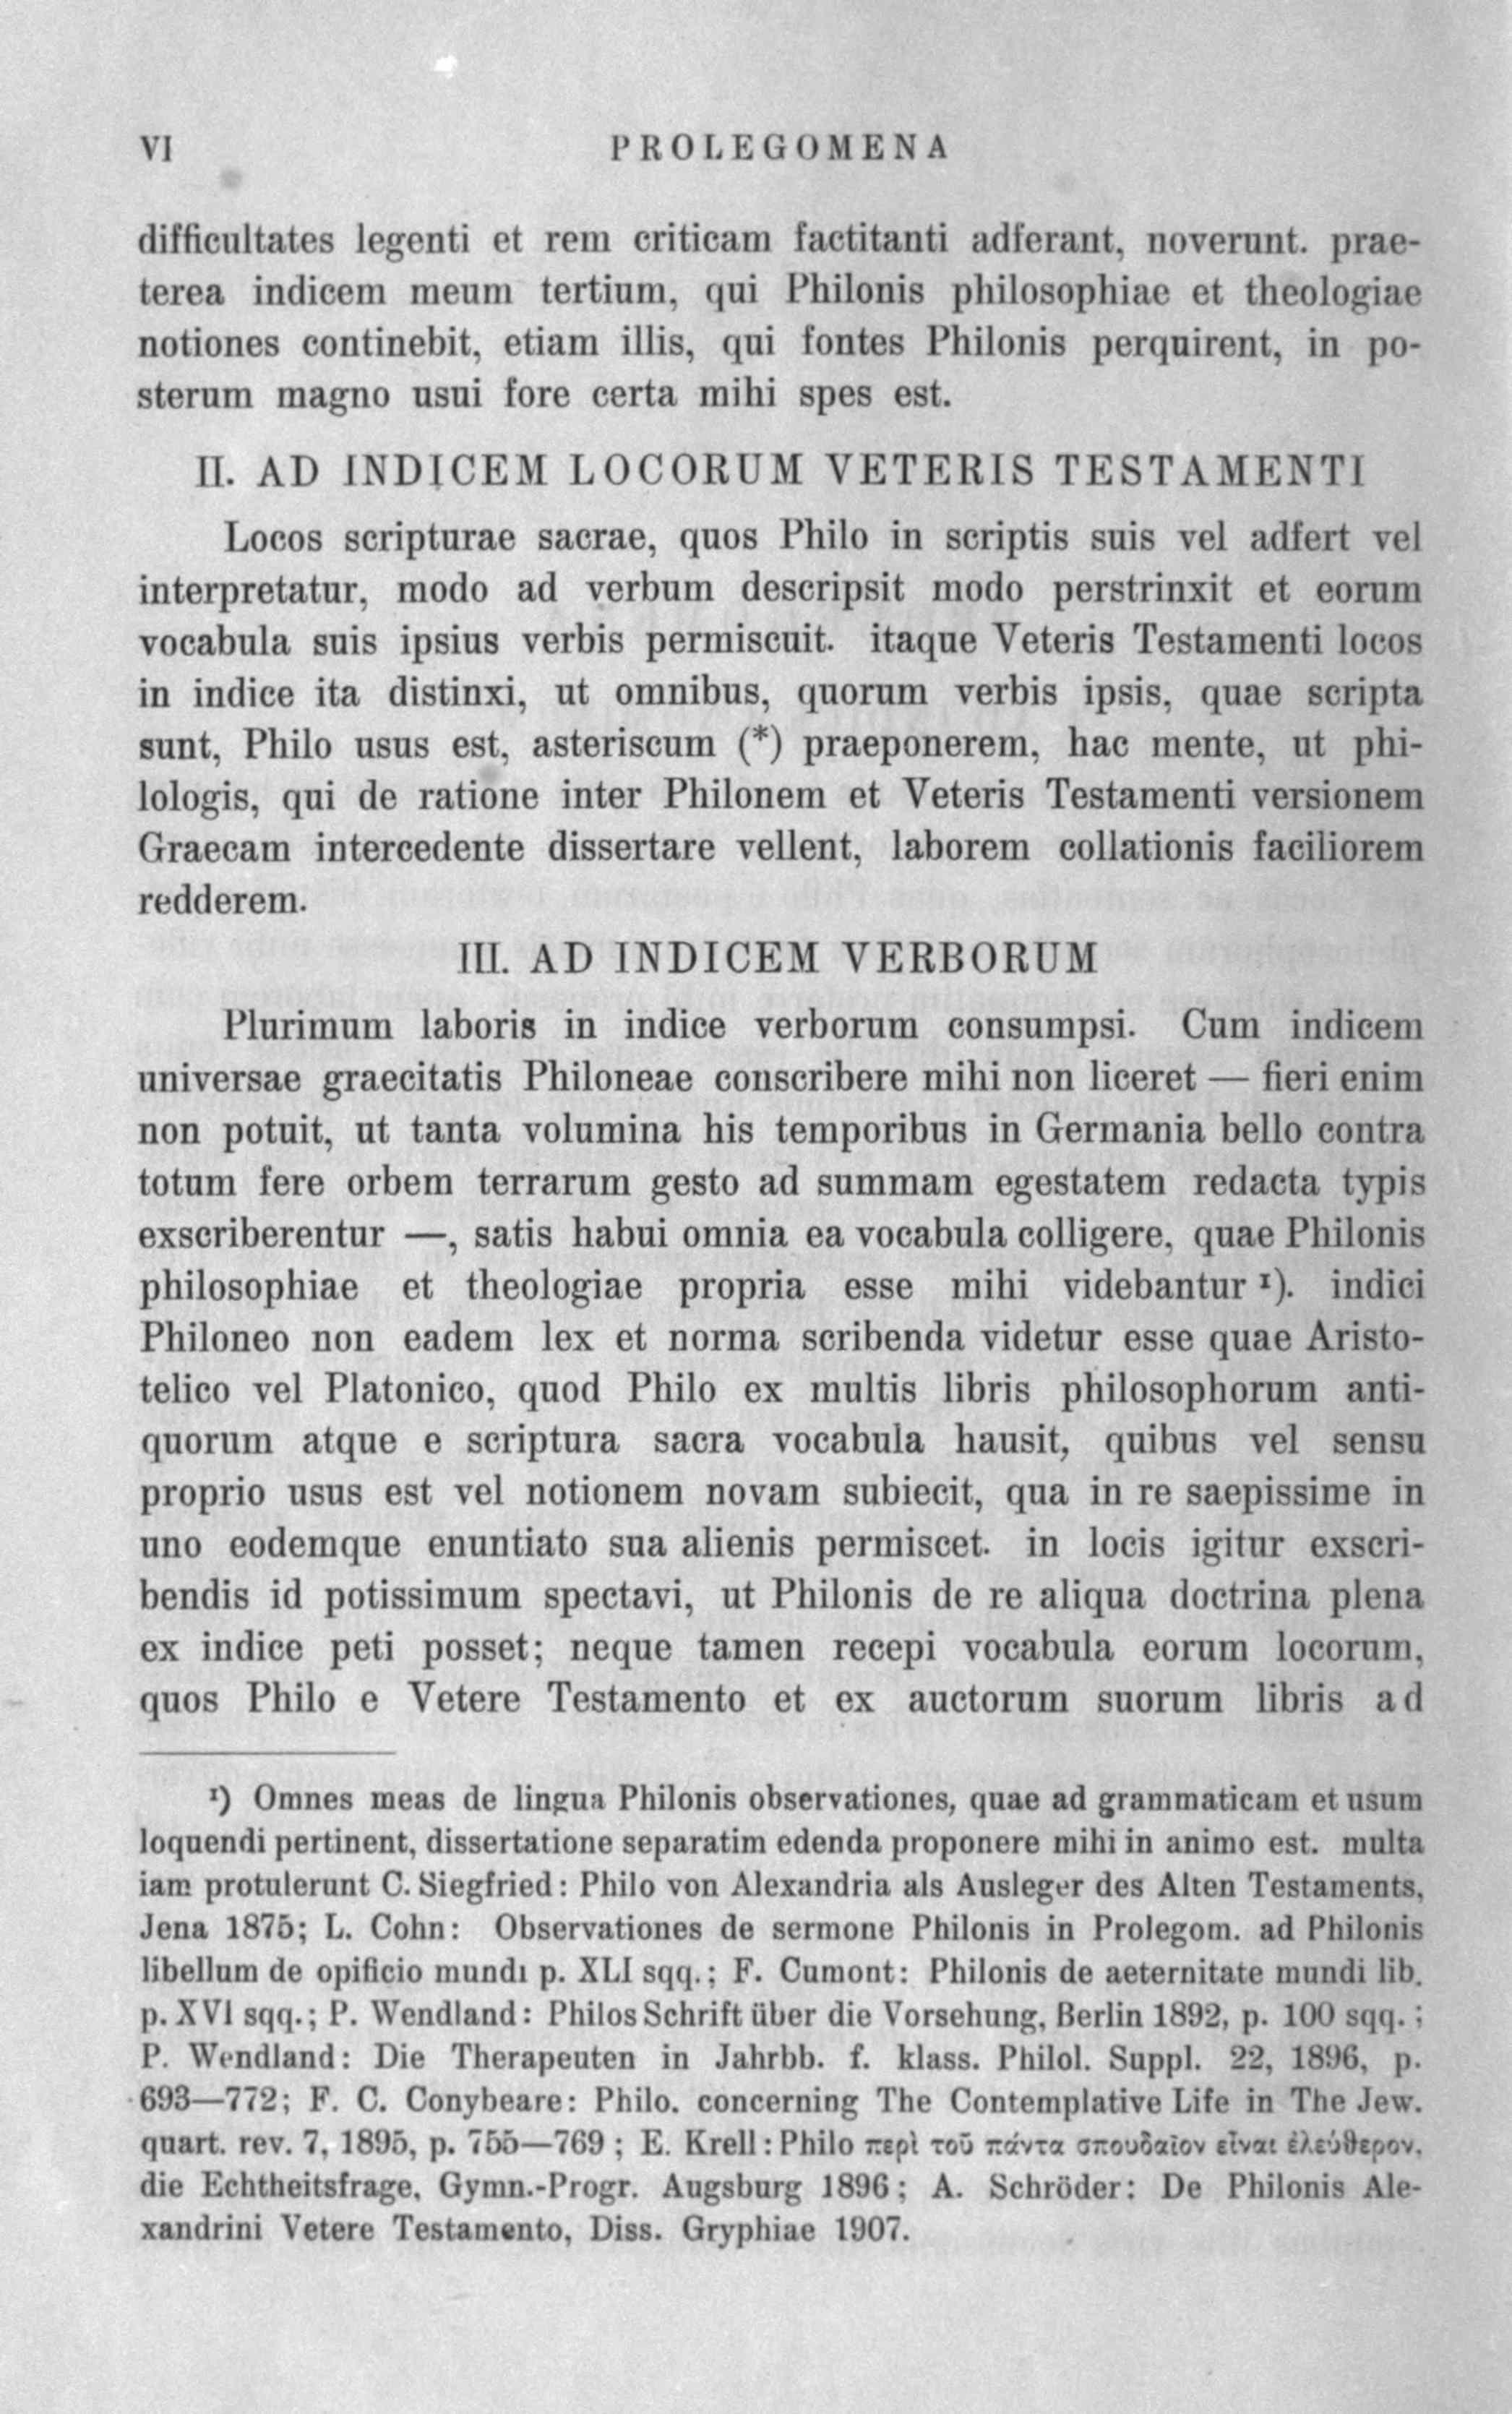 VI PROLEGOMENA
difficultates legenti et rem criticam factitanti adferant, noverunt. prae-
terea indicem meum tertium, qui Philonis philosophiae et theologiae
notiones continebit, etiam illis, qui fontes Philonis perquirent, in po-
sterum magno usui fore certa mihi spes est.
II. AD INDICEM LOCORUM VETERIS TESTAMENTI
Locos scripturae sacrae, quos Philo in scriptis suis vel adfert vel
interpretatur, modo ad verbum descripsit modo perstrinxit et eorum
vocabula suis ipsius verbis permiscuit. itaque Veteris Testamenti locos
in indice ita distinxi, ut omnibus, quorum verbis ipsis, quae scripta
sunt, Philo usus est, asteriscum (*) praeponerem, hac mente, ut phi-
lologis, qui de ratione inter Philonem et Veteris Testamenti versionem
Graecam intercedente dissertare vellent, laborem collationis faciliorem
redderem.
III. AD INDICEM VERBORUM
Plurimum laboris in indice verborum consumpsi. Cum indicem
universae graecitatis Philoneae conscribere mihi non liceret — fieri enim
non potuit, ut tanta volumina his temporibus in Germania bello contra
totum fere orbem terrarum gesto ad summam egestatem redacta typis
exscriberentur —, satis habui omnia ea vocabula colligere, quae Philonis
philosophiae et theologiae propria esse mihi videbantur ¹). indici
Philoneo non eadem lex et norma scribenda videtur esse quae Aristo-
telico vel Platonico, quod Philo ex multis libris philosophorum anti-
quorum atque e scriptura sacra vocabula hausit, quibus vel sensu
proprio usus est vel notionem novam subiecit, qua in re saepissime in
uno eodemque enuntiato sua alienis permiscet. in locis igitur exscri-
bendis id potissimum spectavi, ut Philonis de re aliqua doctrina plena
ex indice peti posset; neque tamen recepi vocabula eorum locorum,
quos Philo e Vetere Testamento et ex auctorum suorum libris ad
¹) Omnes meas de lingua Philonis observationes, quae ad grammaticam et usum
loquendi pertinent, dissertatione separatim edenda proponere mihi in animo est. multa
iam protulerunt C. Siegfried: Philo von Alexandria als Ausleger des Alten Testaments,
Jena 1875; L. Cohn: Observationes de sermone Philonis in Prolegom. ad Philonis
libellum de opificio mundi p. XLI sqq.; F. Cumont: Philonis de aeternitate mundi lib.
p. XVI sqq.; P. Wendland: Philos Schrift über die Vorsehung, Berlin 1892, p. 100 sqq.;
P. Wendland: Die Therapeuten in Jahrbb. f. klass. Philol. Suppl. 22, 1896, p.
693—772; F. C. Conybeare: Philo. concerning The Contemplative Life in The Jew.
quart. rev. 7, 1895, p. 755—769; E. Krell: Philo περὶ τοῦ πάντα σπουδαῖον εἶναι ἐλεύθερον,
die Echtheitsfrage, Gymn.-Progr. Augsburg 1896; A. Schröder: De Philonis Ale-
xandrini Vetere Testamento, Diss. Gryphiae 1907.